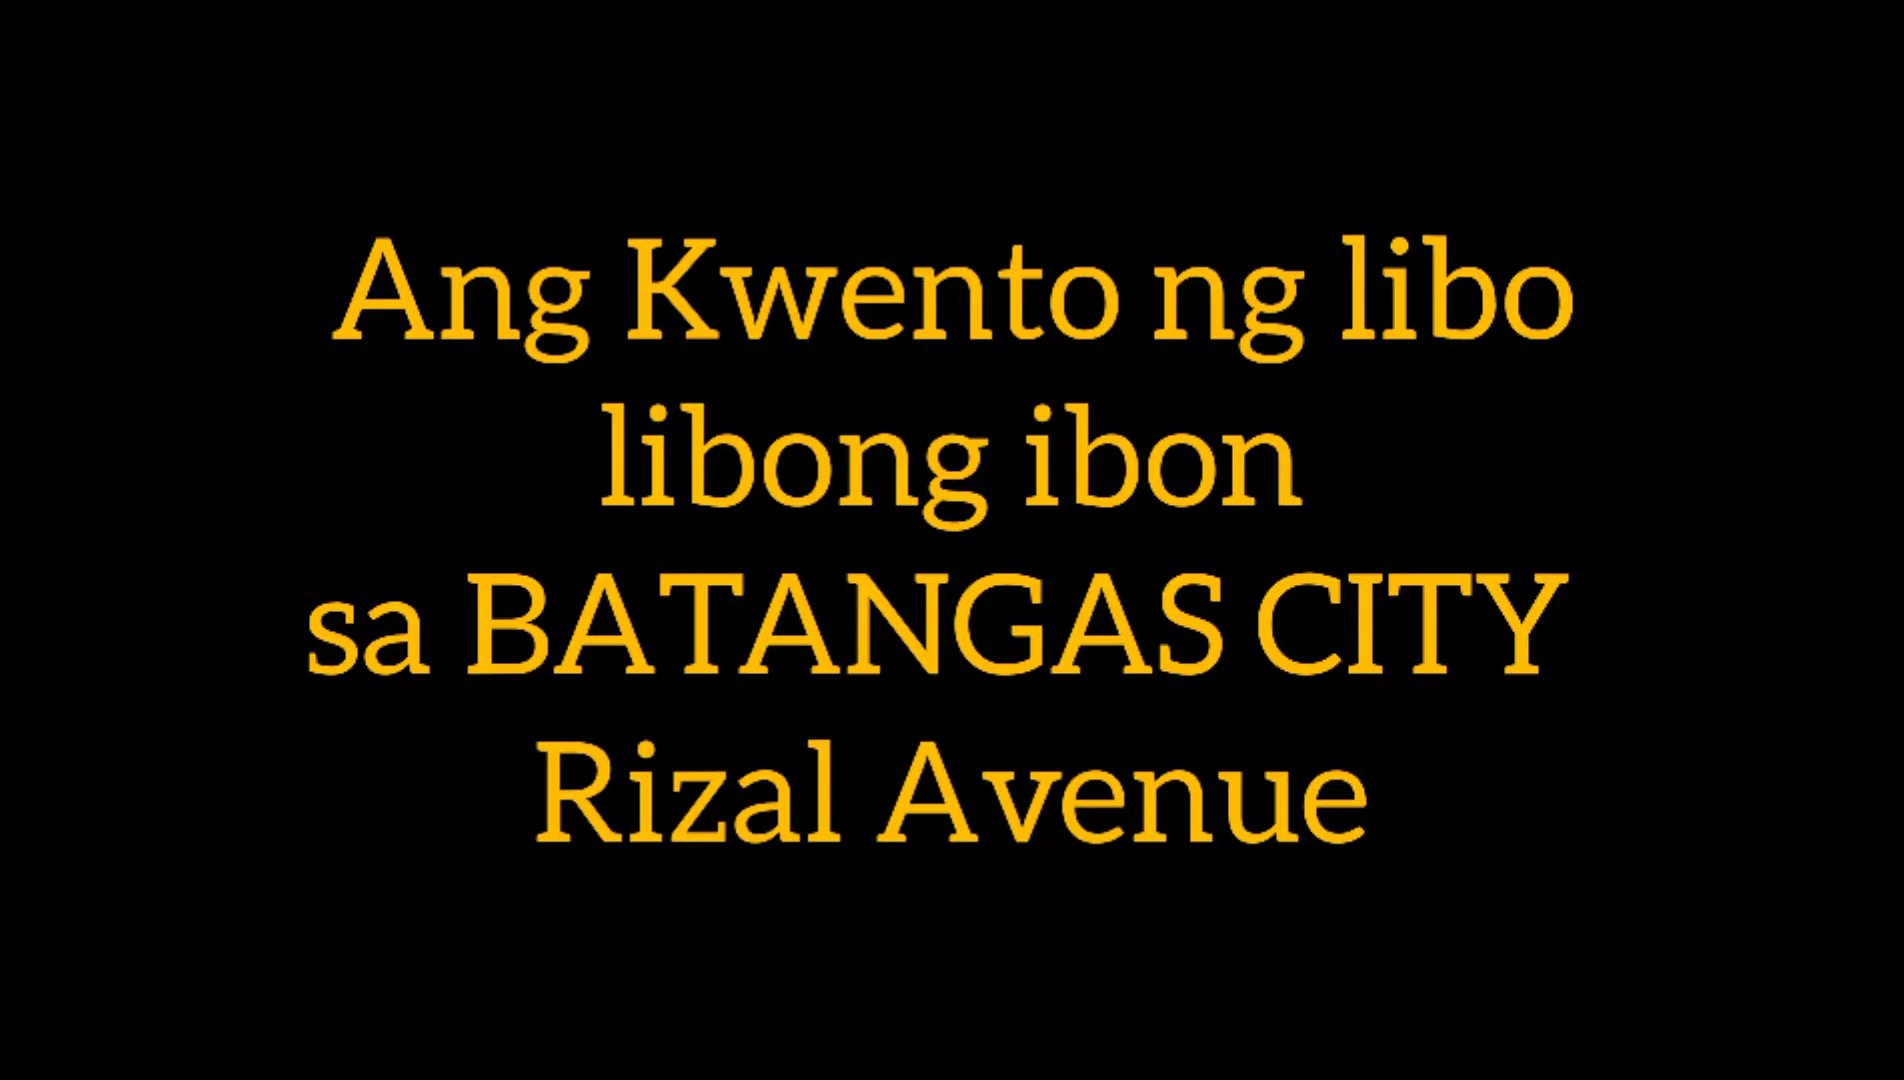 Ang Kwento ng libo
libong ibon
sa BATANGAS CITY
Rizal Avenue